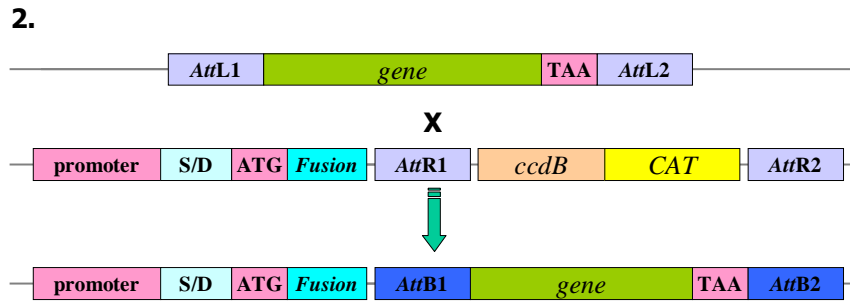 2.
AttL1 gene TAA AttL2
X
promoter S/D ATG Fusion AttR1 ccdB CAT AttR2
promoter S/D ATG Fusion AttB1 gene TAA AttB2